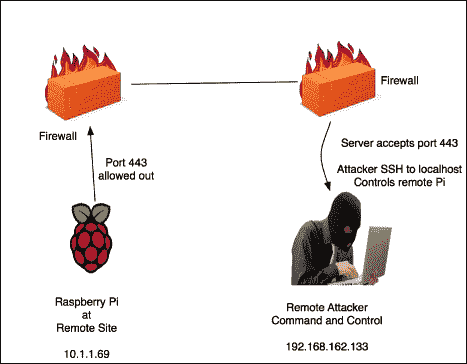 Firewall
Firewall
Port 443
allowed out
Server accepts port 443
Attacker SSH to localhost
Controls remote Pi
Raspberry Pi
at
Remote Site
10.1.1.69
Remote Attacker
Command and Control
192.168.162.133